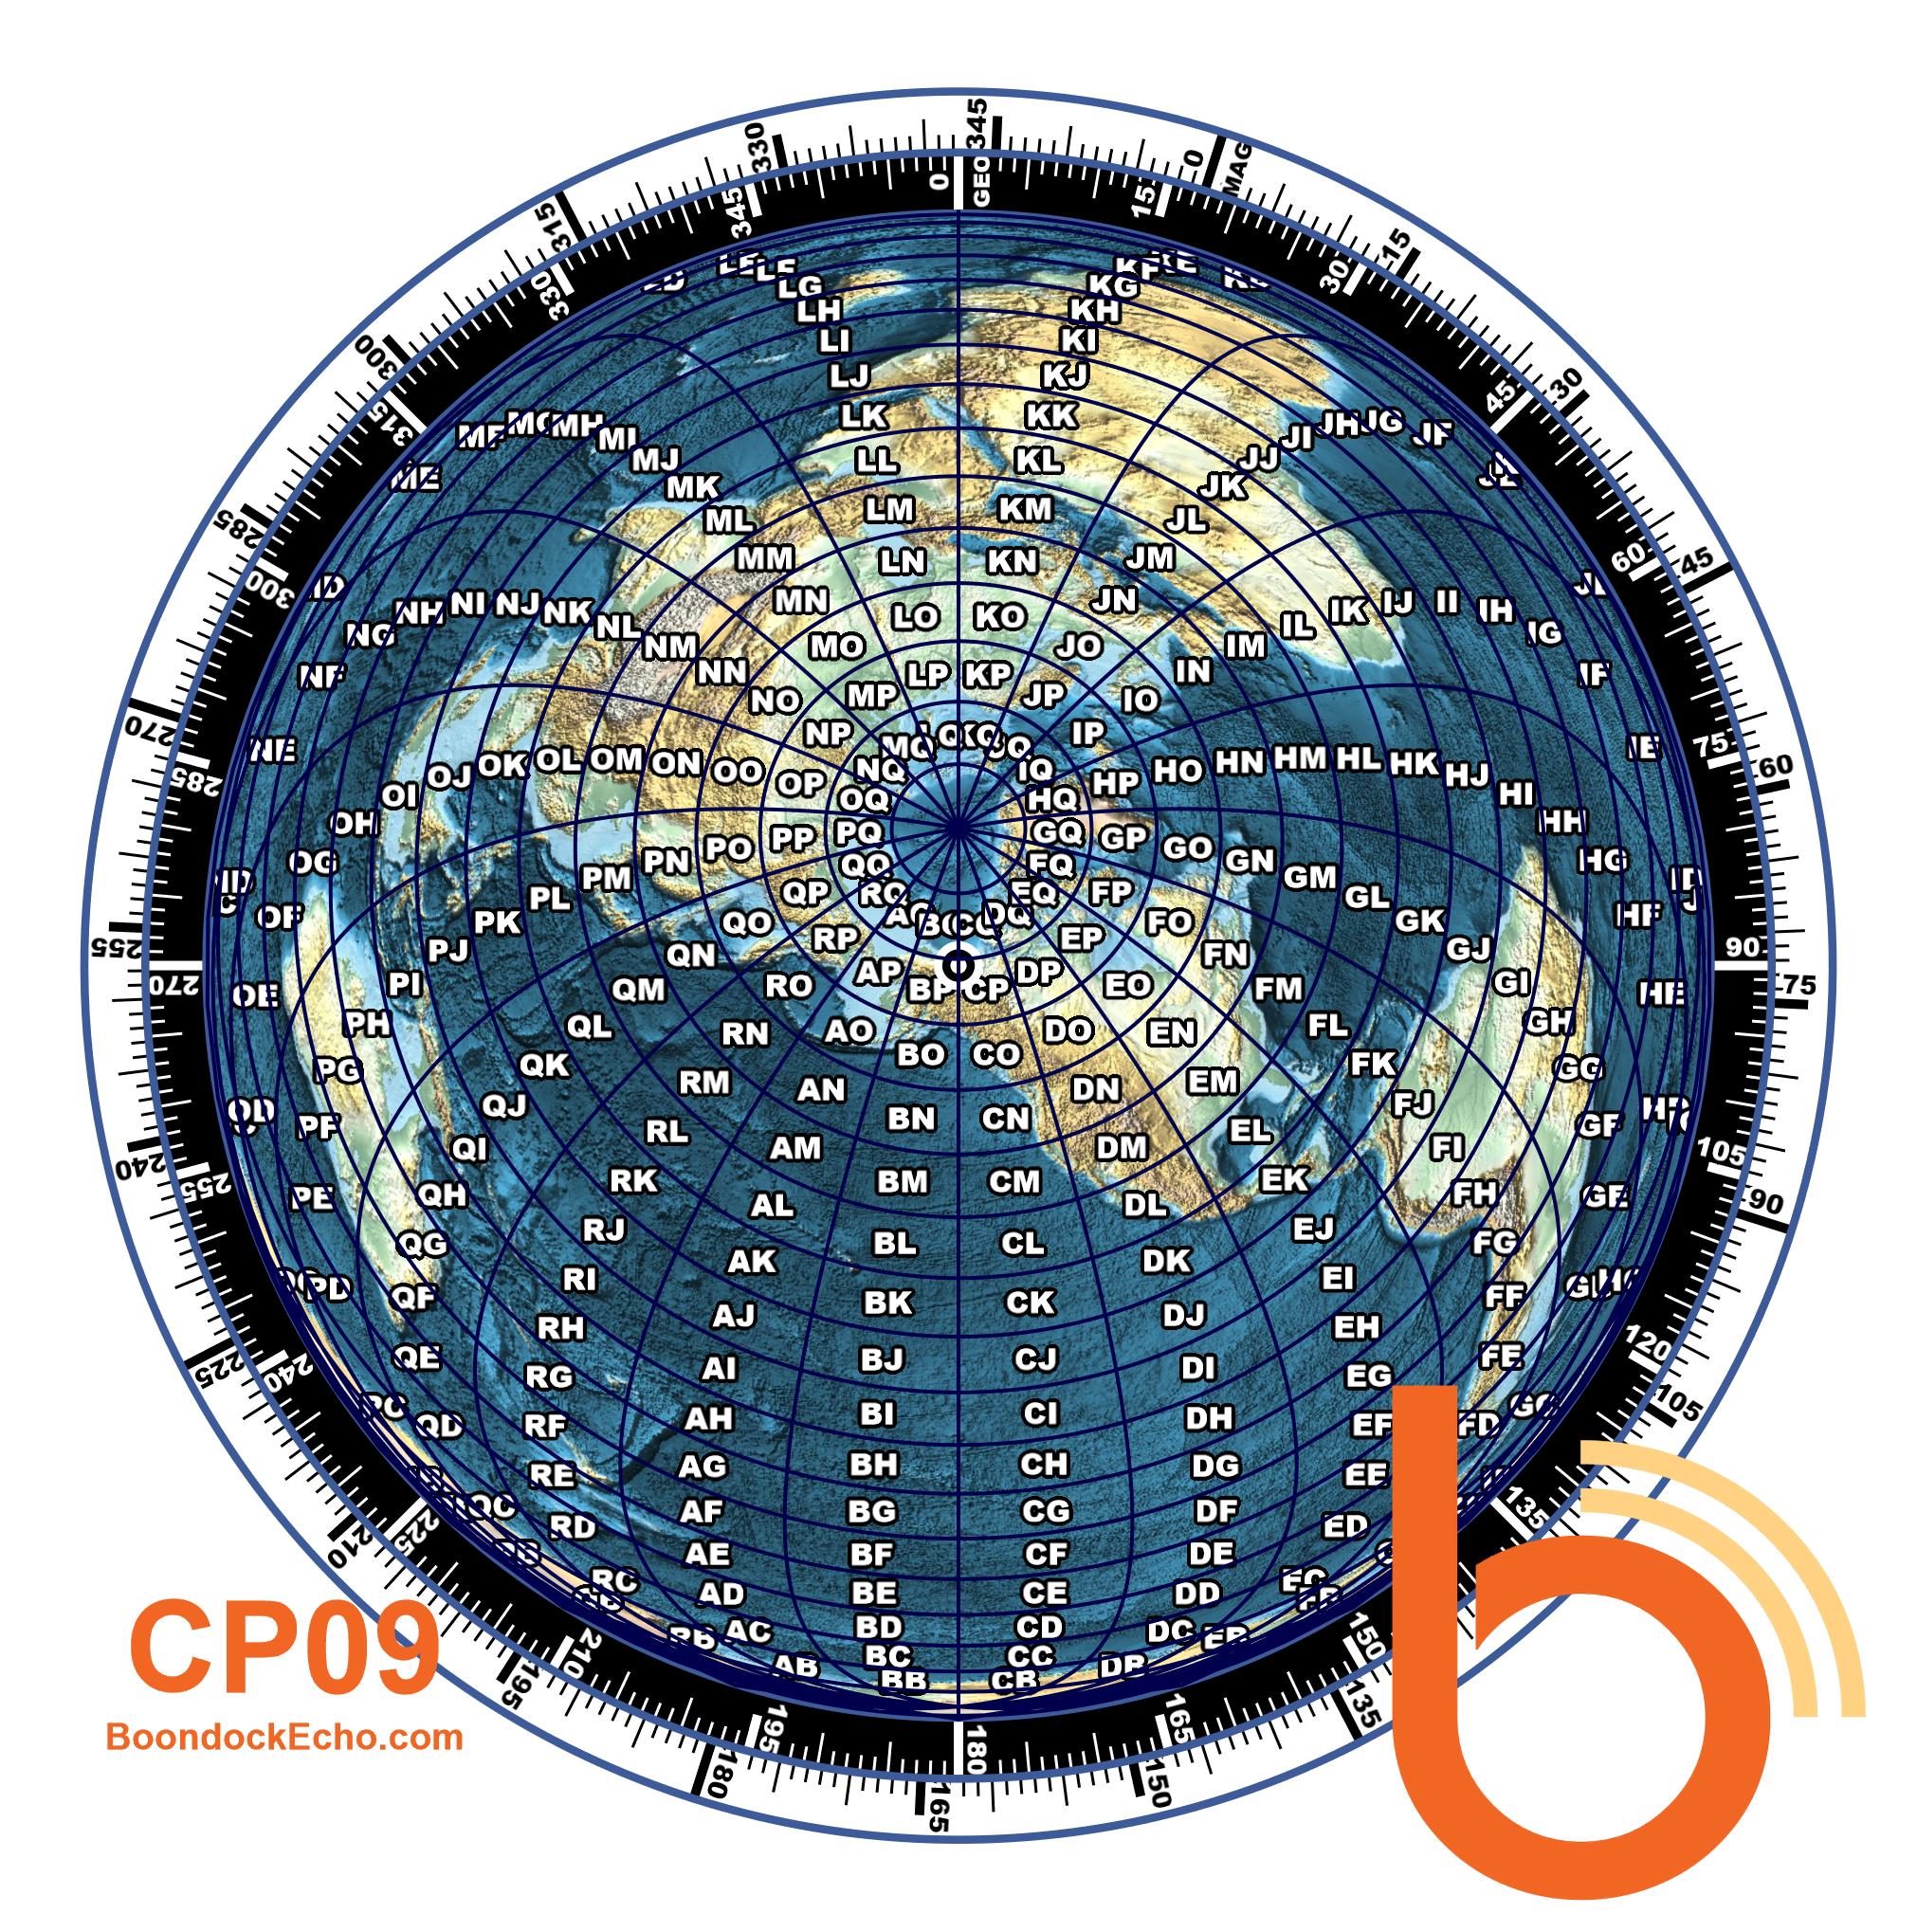 345
330
0
MAG
0
GEO
15
345
315
-15
30
330
300
30
45
315
285
45
60
300
270
60
75
285
255
90
75
270
240
105
90
255
225
120
105
240
210
135
225
195
210
150
135
180
195
180
165
165
150
LG
KG
LH
KH
LI
KI
LJ
KJ
LK
KK
MH
MI
JI
JH
JG
JF
LL
KL
MJ
JJ
ME
MK
JK
LM
KM
ML
JL
MM
LN
KN
JM
MN
JN
NH
NI
NJ
NK
IK
IJ
II
IH
NG
NL
LO
KO
IL
IG
NF
NM
MO
JO
IM
NN
LP
KP
IN
IF
NO
MP
JP
IO
NE
NP
MQ
IP
IE
OJ
OK
OL
OM
ON
OO
OP
NQ
IQ
HP
HO
HN
HM
HL
HK
HJ
OI
OQ
HQ
HI
OH
PO
PP
PQ
GQ
GP
GO
HH
OG
PM
PN
QQ
FQ
GN
GM
HG
OF
PK
PL
QO
QP
RQ
EQ
FP
FO
GL
GK
HF
PJ
QN
RP
DQ
EP
FN
GJ
OE
PI
QM
RO
AP
BP
CP
DP
EO
FM
GI
HE
PH
QL
RN
AO
DO
EN
FL
GH
PG
QK
RM
AN
BO
CO
DN
EM
FK
GG
PF
QJ
RL
BN
CN
EL
FJ
GF
QI
AM
DM
FI
PE
QH
RK
AL
BM
CM
DL
EK
FH
GE
QG
RJ
BL
CL
EJ
FG
PD
RI
AK
DK
EI
QF
BK
CK
FF
RH
AJ
DJ
EH
QE
RG
AI
BJ
CJ
DI
EG
FE
QD
RF
AH
BI
CI
DH
EF
FD
RE
AG
BH
CH
DG
EE
RD
AF
BG
CG
DF
ED
AE
BF
CF
DE
RC
AD
BE
CE
DD
AC
BD
CD
DC
AB
BC
CC
BB
CB
CP09
BoondockEcho.com
b